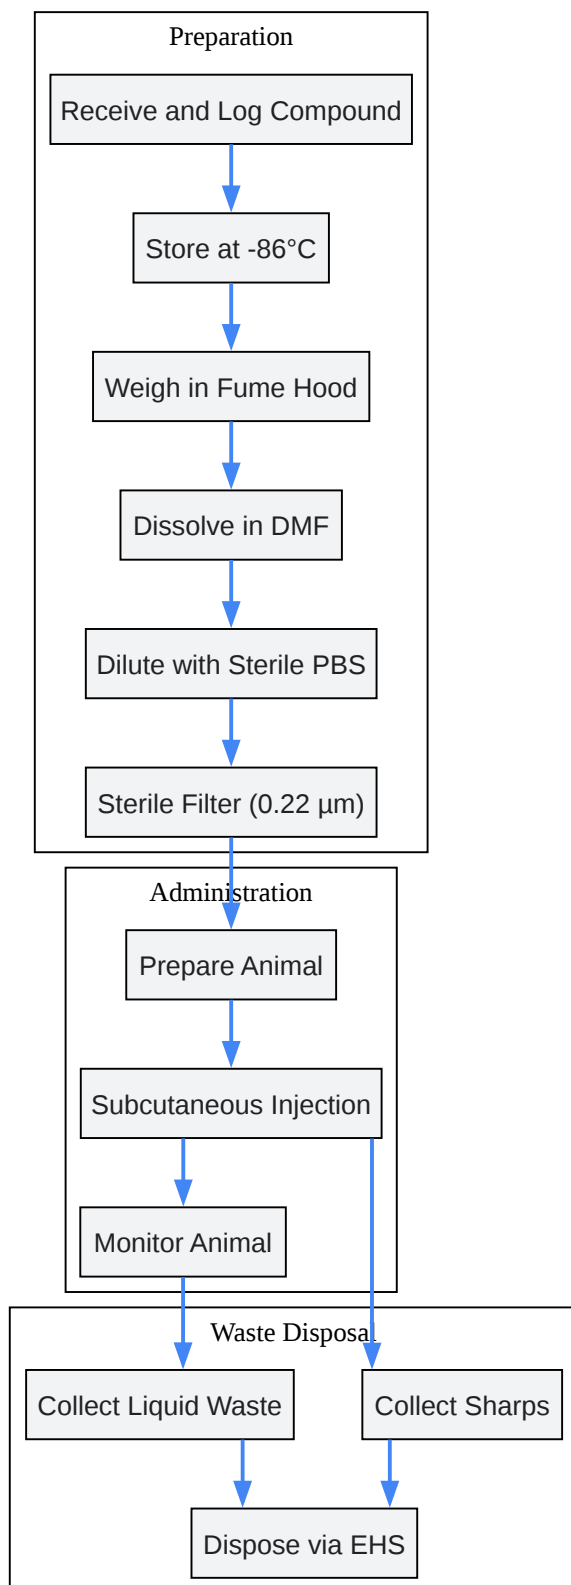 Preparation
Receive and Log Compound
Store at -86°C
Weigh in Fume Hood
Dissolve in DMF
Dilute with Sterile PBS
Sterile Filter (0.22 µm)
Administration
Prepare Animal
Subcutaneous Injection
Monitor Animal
Waste Disposal
Collect Liquid Waste
Collect Sharps
Dispose via EHS